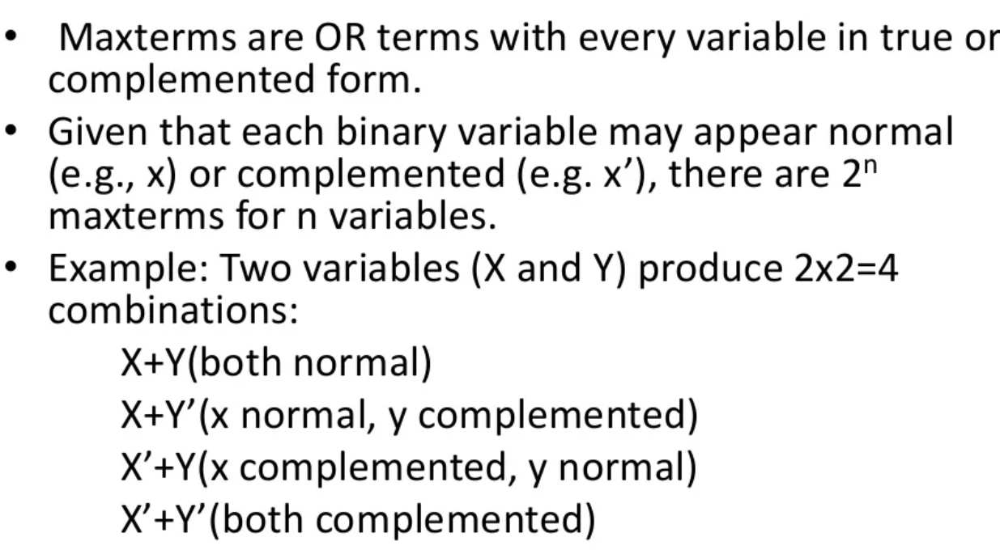 • Maxterms are OR terms with every variable in true or
complemented form.
• Given that each binary variable may appear normal
(e.g., x) or complemented (e.g. x’), there are 2ⁿ
maxterms for n variables.
• Example: Two variables (X and Y) produce 2x2=4
combinations:
X+Y(both normal)
X+Y’(x normal, y complemented)
X’+Y(x complemented, y normal)
X’+Y’(both complemented)